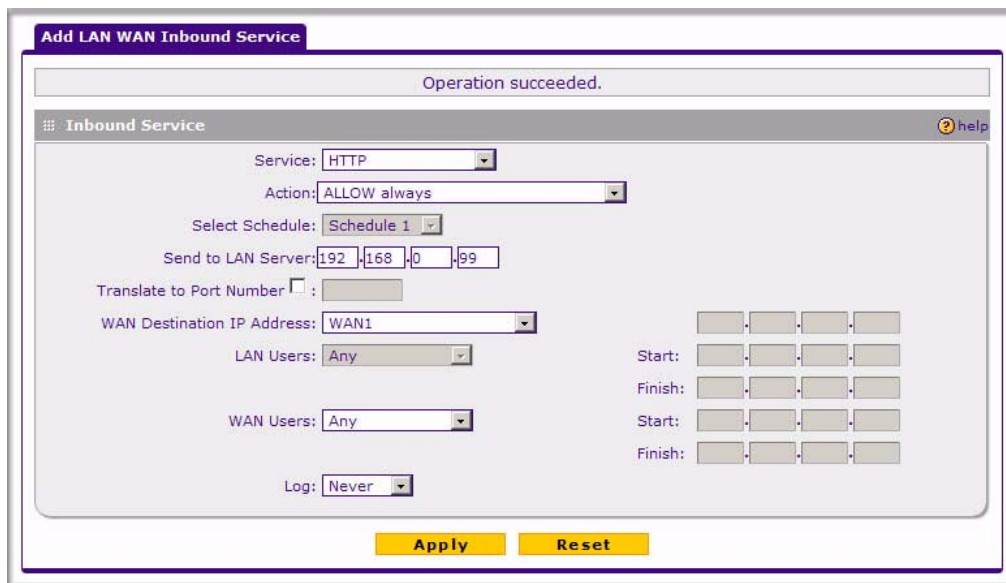 Add LAN WAN Inbound Service
Operation succeeded.
Inbound Service
help
Service: HTTP
Action: ALLOW always
Select Schedule: Schedule 1
Send to LAN Server: 192 .168 .0 .99
Translate to Port Number :
WAN Destination IP Address: WAN1
LAN Users: Any Start:
Finish:
WAN Users: Any Start:
Finish:
Log: Never
Apply Reset